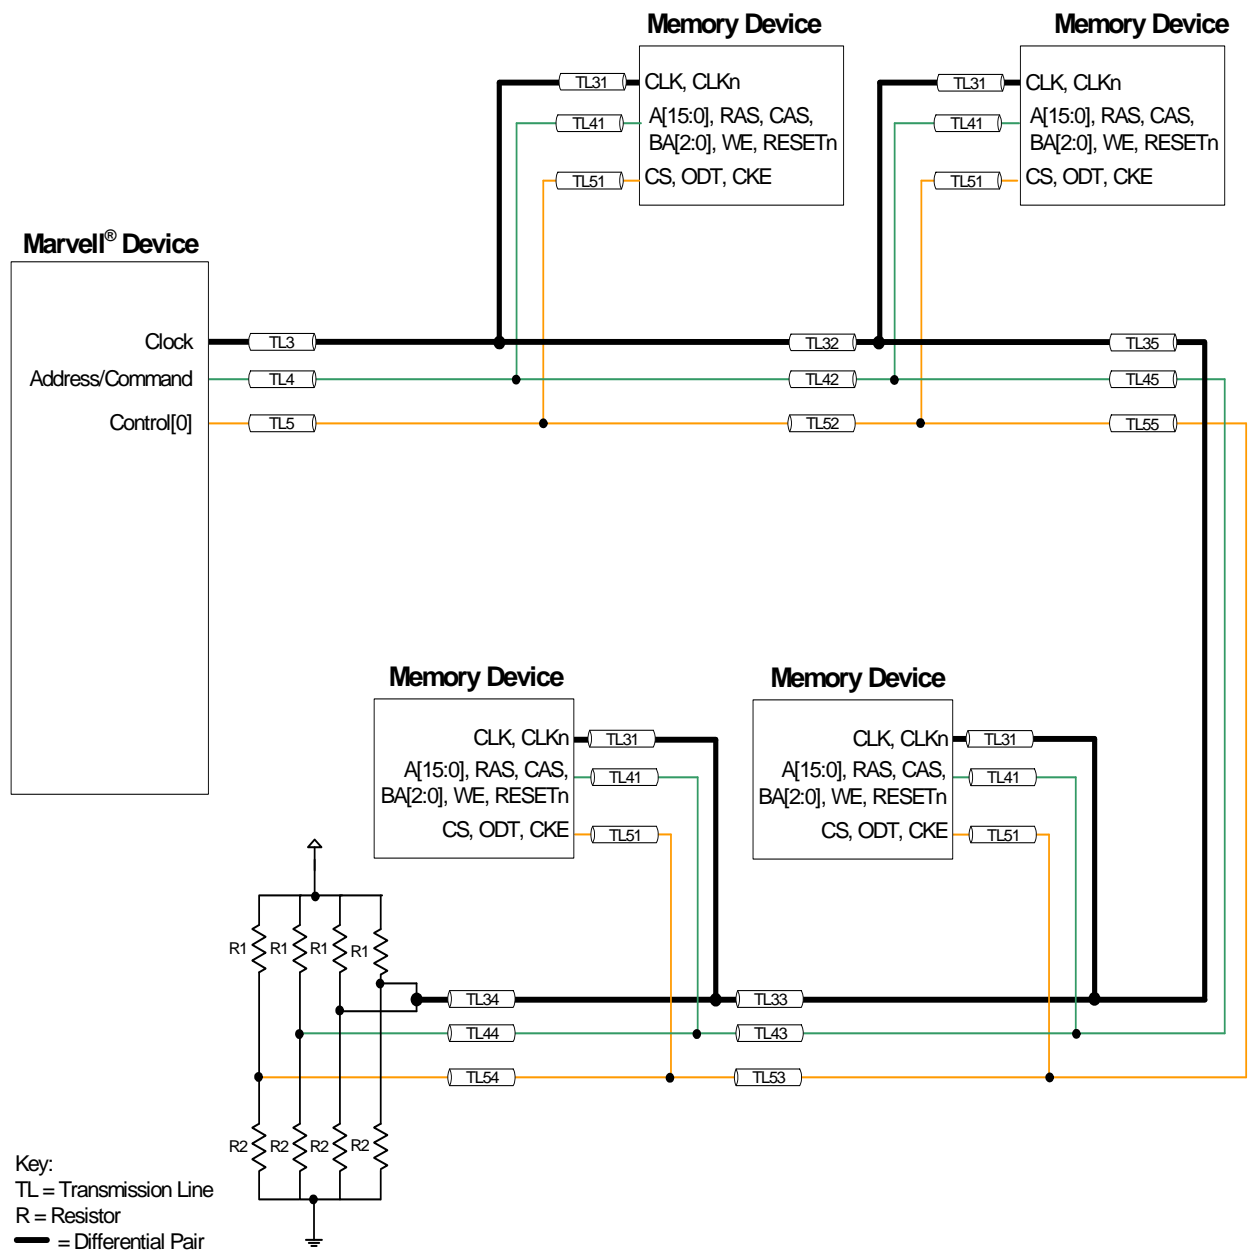 Memory Device
Memory Device
TL31
CLK, CLKn
TL31
CLK, CLKn
A[15:0], RAS, CAS,
A[15:0], RAS, CAS,
TL41
TL41
BA[2:0], WE, RESETn
BA[2:0], WE, RESETn
TL51
CS, ODT, CKE
TL51
CS, ODT, CKE
Marvell® Device
Clock
TL3
TL32
TL35
Address/Command
TL4
TL42
TL45
Control[0]
TL5
TL52
TL55
Memory Device
Memory Device
CLK, CLKn
TL31
CLK, CLKn
TL31
A[15:0], RAS, CAS,
TL41
A[15:0], RAS, CAS,
TL41
BA[2:0], WE, RESETn
BA[2:0], WE, RESETn
CS, ODT, CKE
TL51
CS, ODT, CKE
TL51
R1
R1
R1
R1
TL34
TL33
TL44
TL43
TL54
TL53
R2
R2
R2
R2
Key:
TL = Transmission Line
R = Resistor
= Differential Pair